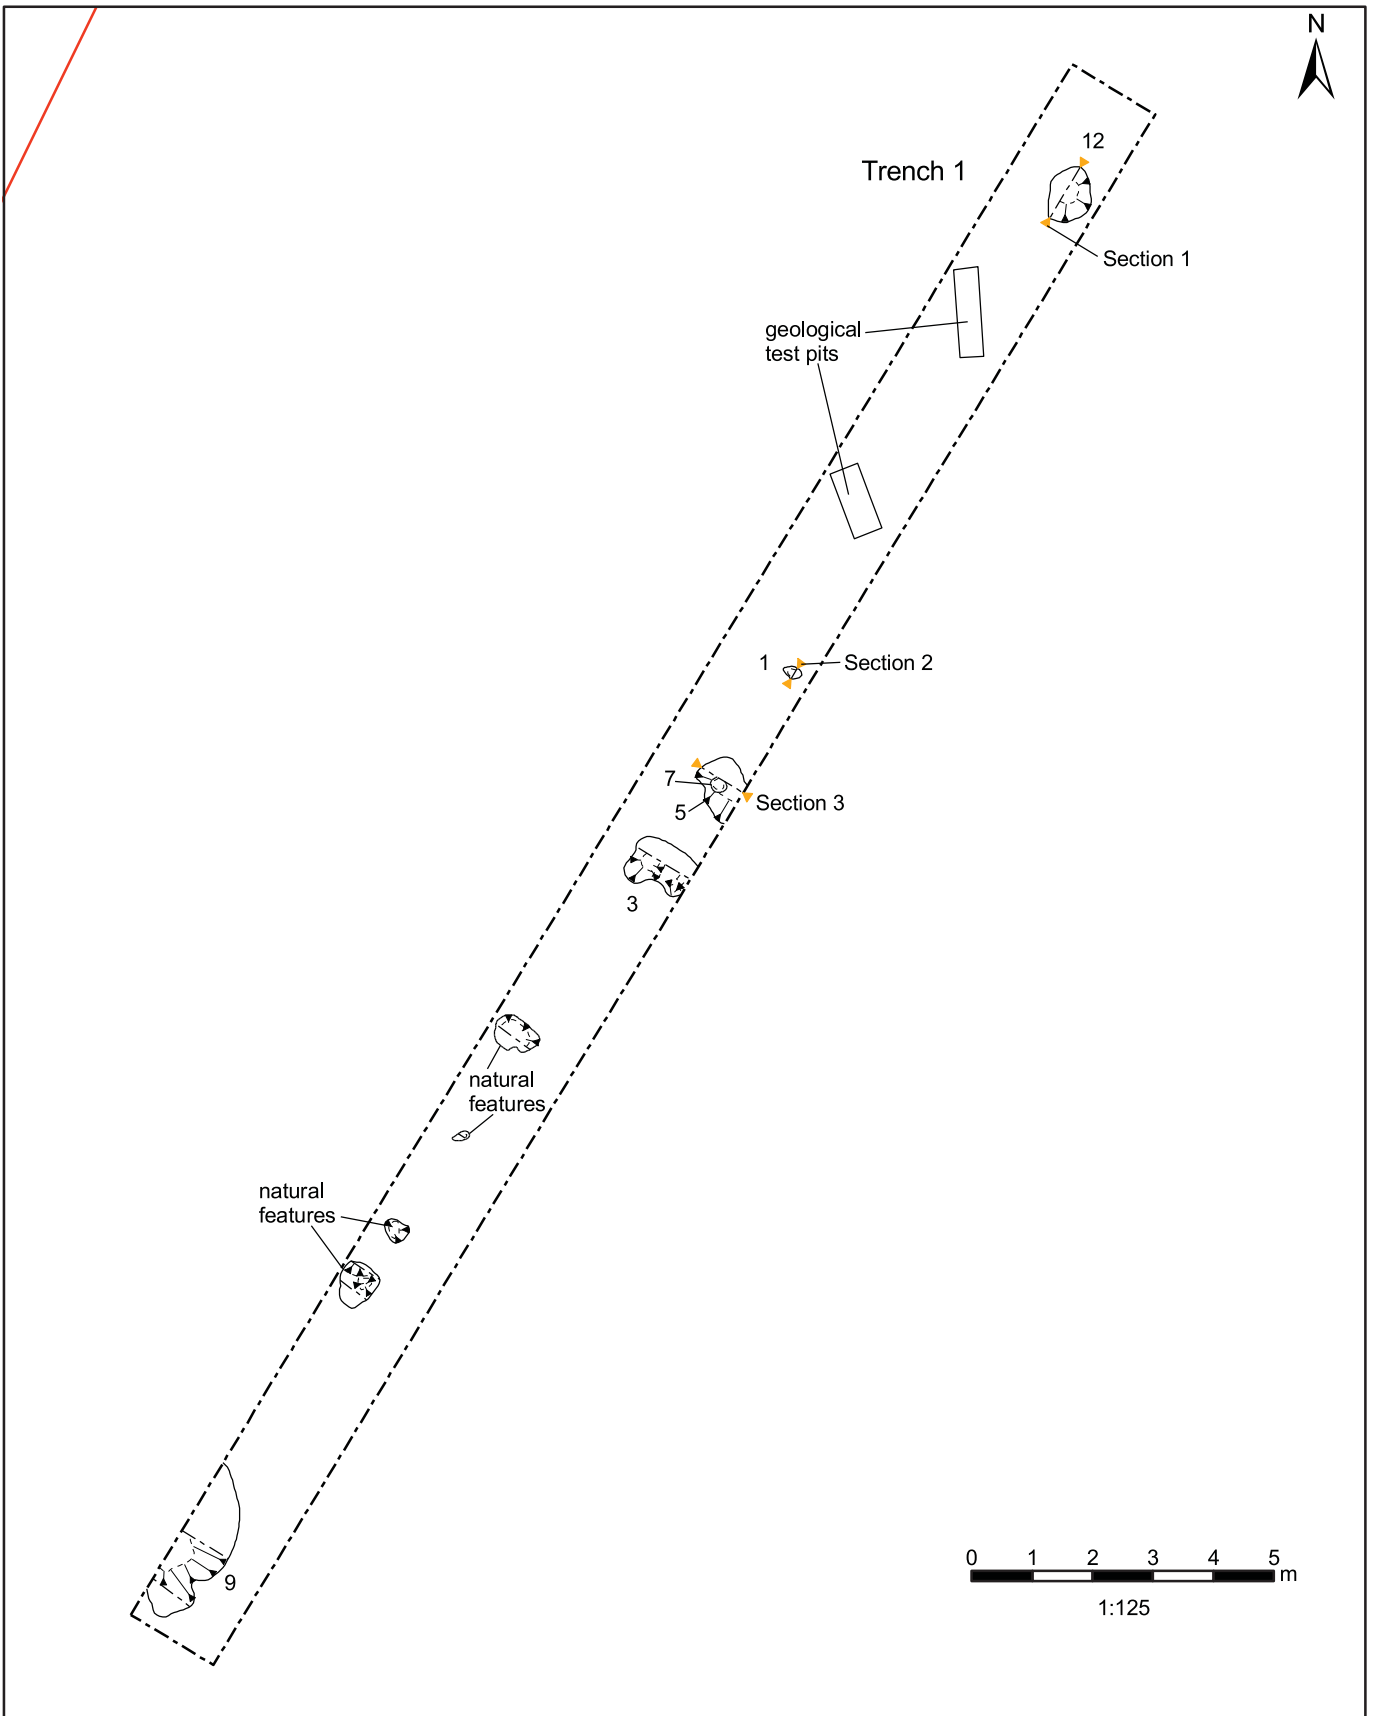 N
12
Trench 1
Section 1
geological
test pits
1
Section 2
7
5
Section 3
3
natural
features
natural
features
9
0 1 2 3 4 5
m
1:125